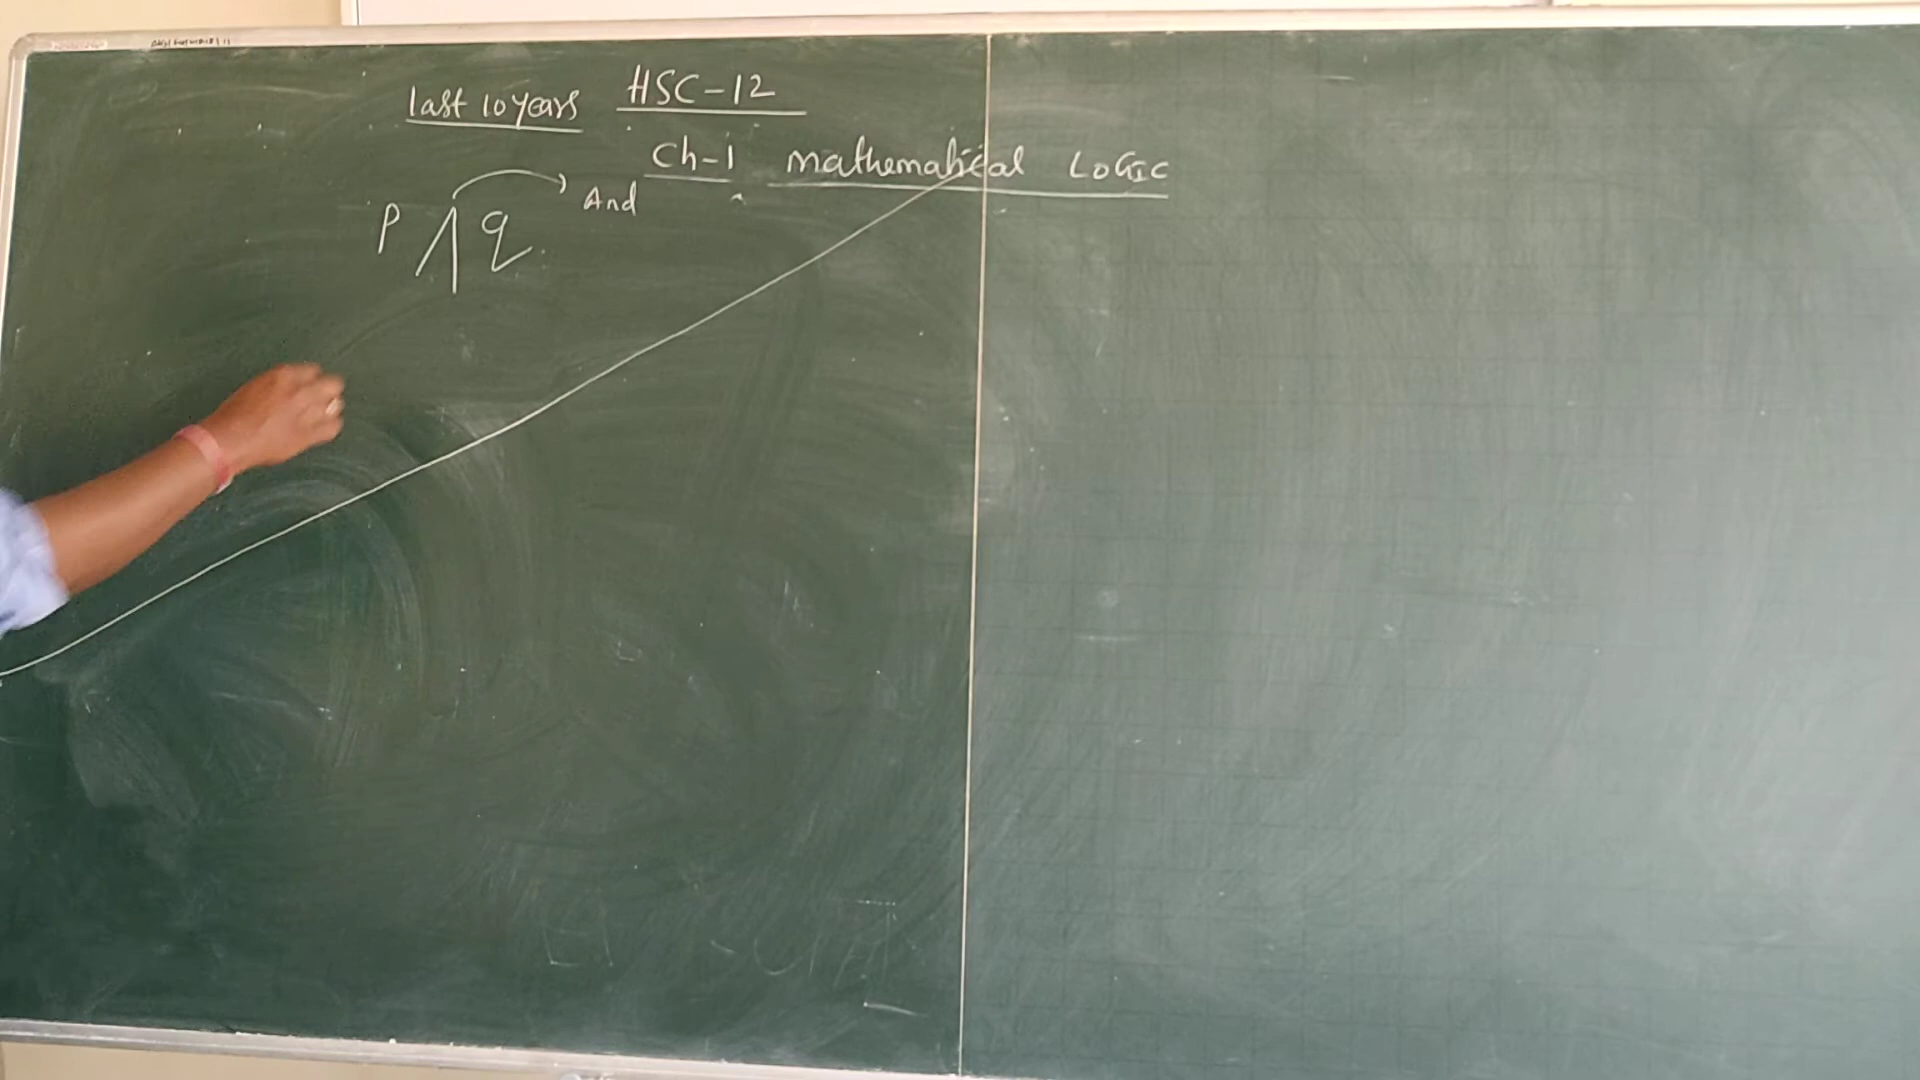 last 10 years HSC-12
Ch-1 mathematical LOGIC
P ∧ q → And